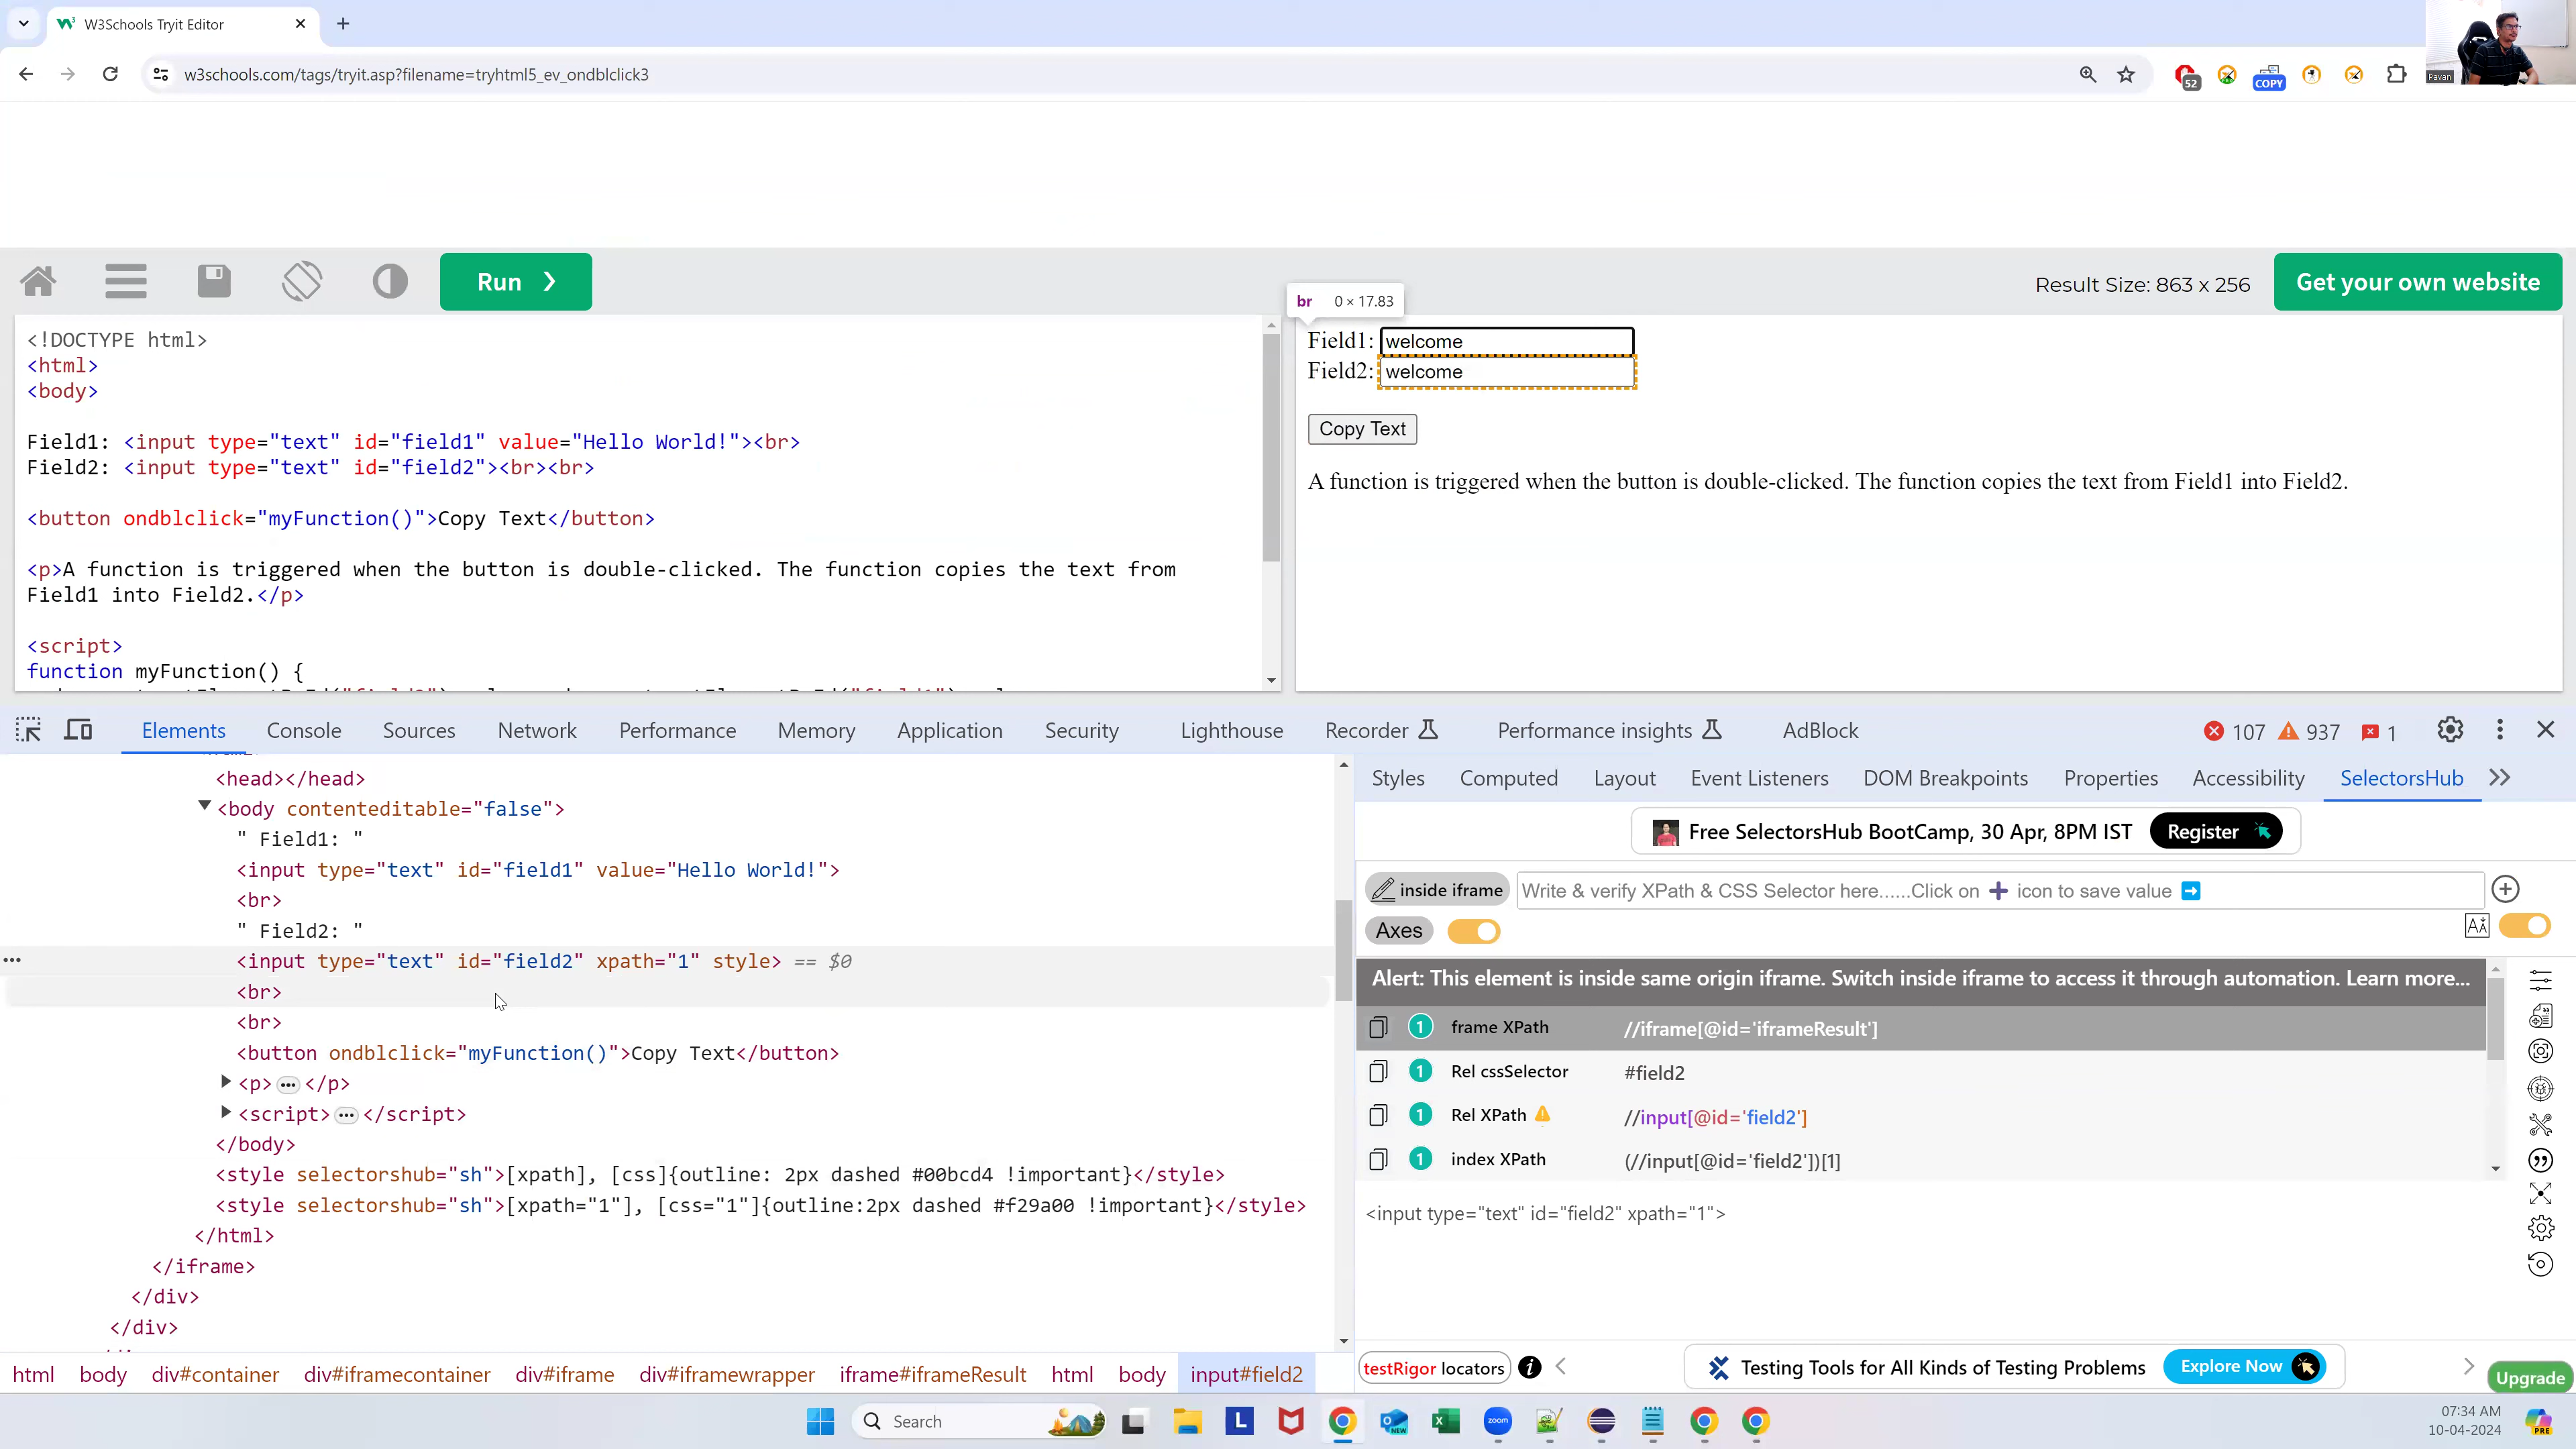 W3Schools Tryit Editor
w3schools.com/tags/tryit.asp?filename=tryhtml5_ev_ondblclick3
52
COPY
Pavan
Run ❯
Result Size: 863 x 256
Get your own website
br 0 × 17.83
<!DOCTYPE html>
<html>
<body>
Field1: <input type="text" id="field1" value="Hello World!"><br>
Field2: <input type="text" id="field2"><br><br>
<button ondblclick="myFunction()">Copy Text</button>
<p>A function is triggered when the button is double-clicked. The function copies the text from
Field1 into Field2.</p>
<script>
function myFunction() {
Field1: welcome
Field2: welcome
Copy Text
A function is triggered when the button is double-clicked. The function copies the text from Field1 into Field2.
Elements Console Sources Network Performance Memory Application Security Lighthouse Recorder Performance insights AdBlock 107 937 1
<head></head>
<body contenteditable="false">
" Field1: "
<input type="text" id="field1" value="Hello World!">
<br>
" Field2: "
<input type="text" id="field2" xpath="1" style> == $0
<br>
<br>
<button ondblclick="myFunction()">Copy Text</button>
<p> ••• </p>
<script> ••• </script>
</body>
<style selectorshub="sh">[xpath], [css]{outline: 2px dashed #00bcd4 !important}</style>
<style selectorshub="sh">[xpath="1"], [css="1"]{outline:2px dashed #f29a00 !important}</style>
</html>
</iframe>
</div>
</div>
html body div#container div#iframecontainer div#iframe div#iframewrapper iframe#iframeResult html body input#field2
Styles Computed Layout Event Listeners DOM Breakpoints Properties Accessibility SelectorsHub
Free SelectorsHub BootCamp, 30 Apr, 8PM IST Register
inside iframe Write & verify XPath & CSS Selector here......Click on + icon to save value
Axes
Alert: This element is inside same origin iframe. Switch inside iframe to access it through automation. Learn more...
1 frame XPath //iframe[@id='iframeResult']
1 Rel cssSelector #field2
1 Rel XPath //input[@id='field2']
1 index XPath (//input[@id='field2'])[1]
<input type="text" id="field2" xpath="1">
testRigor locators
Testing Tools for All Kinds of Testing Problems Explore Now
Upgrade
Search
L
NEW
zoom
07:34 AM
10-04-2024
PRE